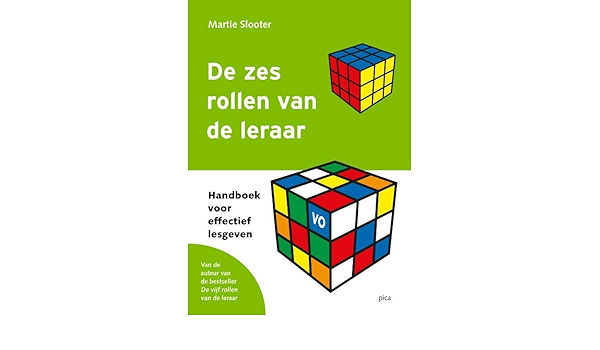 Martie Slooter
De zes
rollen van
de leraar
Handboek
voor
effectief
lesgeven
VO
Van de
auteur van
de bestseller
De vijf rollen
van de leraar
pica